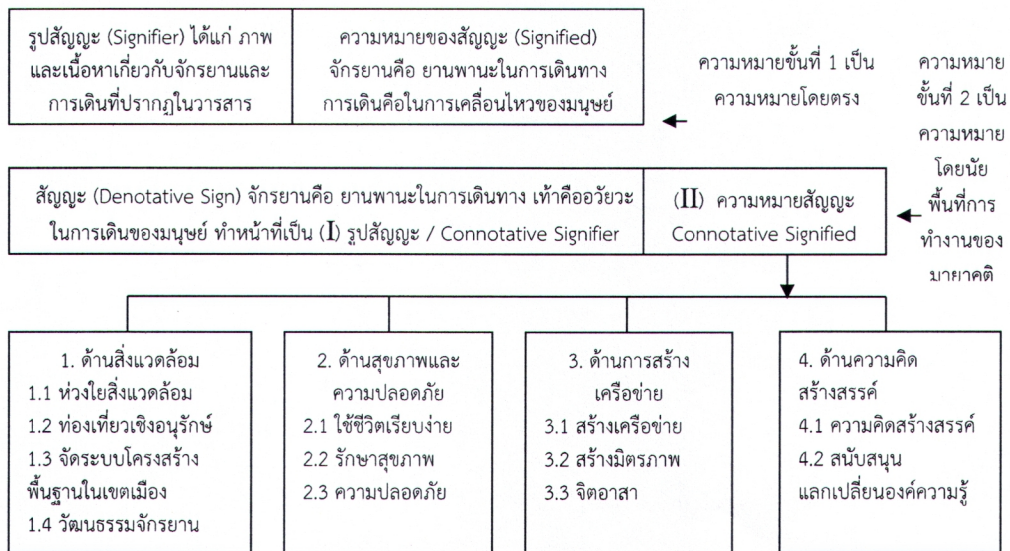 รูปสัญญะ (Signifier) ได้แก่ ภาพ
และเนื้อหาเกี่ยวกับจักรยานและ
การเดินที่ปรากฏในวารสาร
ความหมายของสัญญะ (Signified)
จักรยานคือ ยานพานะในการเดินทาง
การเดินคือในการเคลื่อนไหวของมนุษย์
ความหมายขั้นที่ 1 เป็น
ความหมายโดยตรง
ความหมาย
ขั้นที่ 2 เป็น
ความหมาย
โดยนัย
พื้นที่การ
ทำงานของ
มายาคติ
สัญญะ (Denotative Sign) จักรยานคือ ยานพานะในการเดินทาง เท้าคืออวัยวะ
ในการเดินของมนุษย์ ทำหน้าที่เป็น (I) รูปสัญญะ / Connotative Signifier
(II) ความหมายสัญญะ
Connotative Signified
1. ด้านสิ่งแวดล้อม
1.1 ห่วงใยสิ่งแวดล้อม
1.2 ท่องเที่ยวเชิงอนุรักษ์
1.3 จัดระบบโครงสร้าง
พื้นฐานในเขตเมือง
1.4 วัฒนธรรมจักรยาน
2. ด้านสุขภาพและ
ความปลอดภัย
2.1 ใช้ชีวิตเรียบง่าย
2.2 รักษาสุขภาพ
2.3 ความปลอดภัย
3. ด้านการสร้าง
เครือข่าย
3.1 สร้างเครือข่าย
3.2 สร้างมิตรภาพ
3.3 จิตอาสา
4. ด้านความคิด
สร้างสรรค์
4.1 ความคิดสร้างสรรค์
4.2 สนับสนุน
แลกเปลี่ยนองค์ความรู้